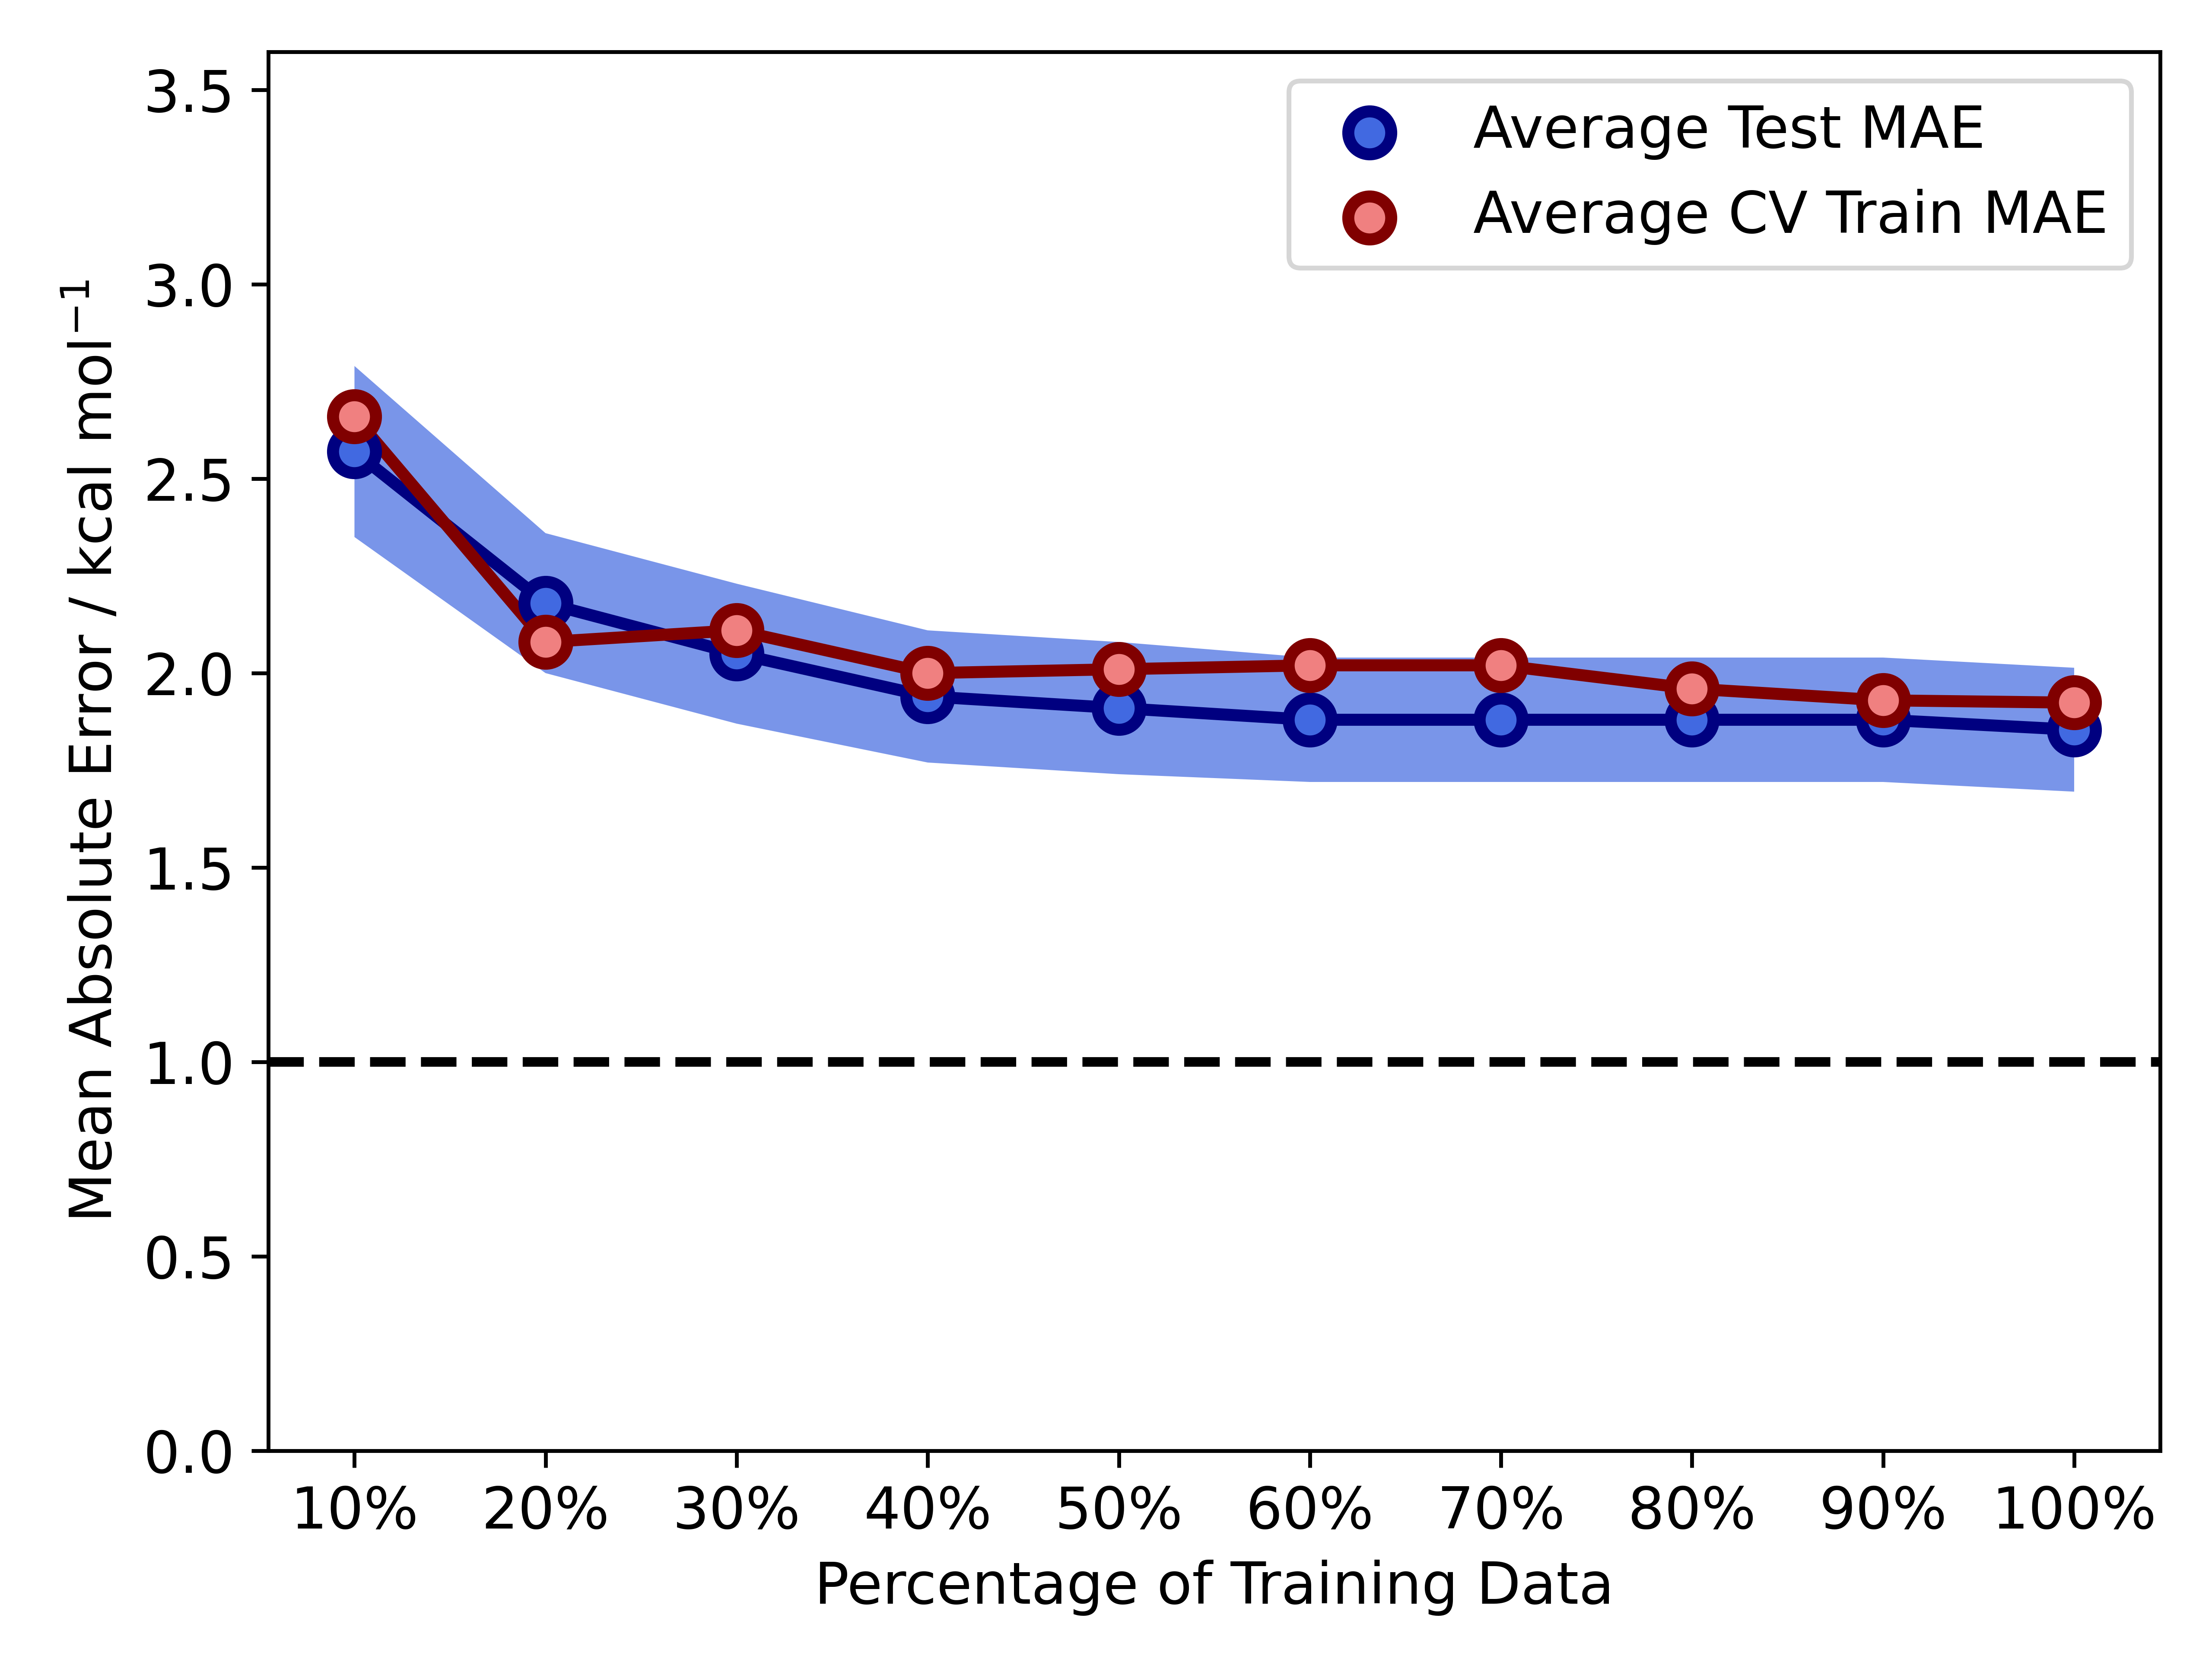 Average Test MAE
Average CV Train MAE
Mean Absolute Error / kcal mol⁻¹
3.5
3.0
2.5
2.0
1.5
1.0
0.5
0.0
10% 20% 30% 40% 50% 60% 70% 80% 90% 100%
Percentage of Training Data